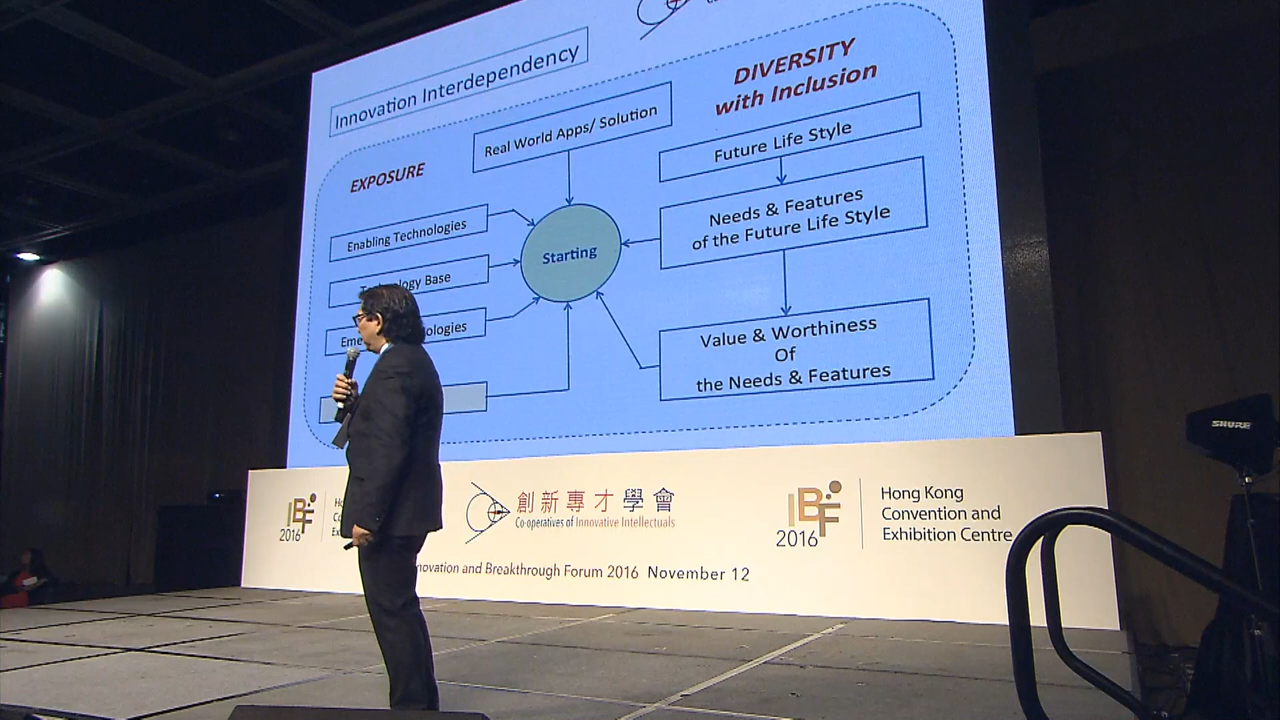 Innovation Interdependency
DIVERSITY
with Inclusion
Real World Apps/ Solution
EXPOSURE
Future Life Style
Enabling Technologies
Needs & Features
of the Future Life Style
Starting
Base
Value & Worthiness
Of
the Needs & Features
IBF
2016
創新專才學會
Co-operatives of Innovative Intellectuals
IBF
2016
Hong Kong
Convention and
Exhibition Centre
and Breakthrough Forum 2016 November 12
SHURE